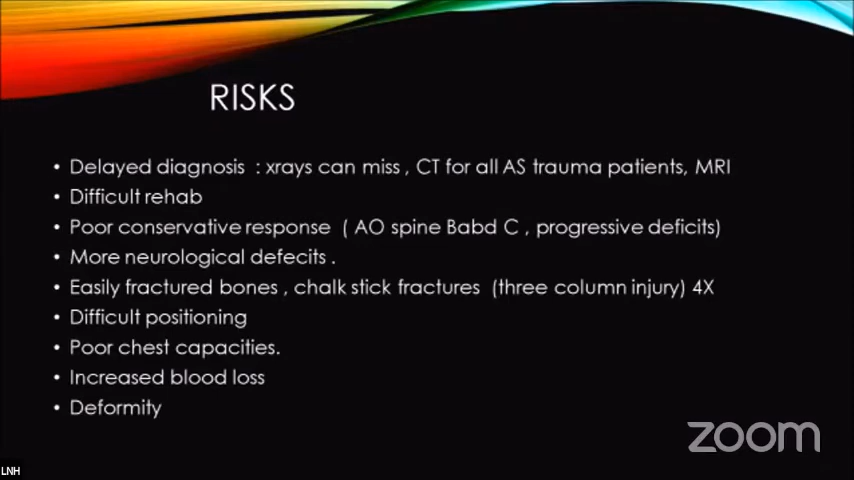 RISKS
• Delayed diagnosis : xrays can miss , CT for all AS trauma patients, MRI
• Difficult rehab
• Poor conservative response ( AO spine Babd C , progressive deficits)
• More neurological defecits .
• Easily fractured bones , chalk stick fractures (three column injury) 4X
• Difficult positioning
• Poor chest capacities.
• Increased blood loss
• Deformity
zoom
LNH